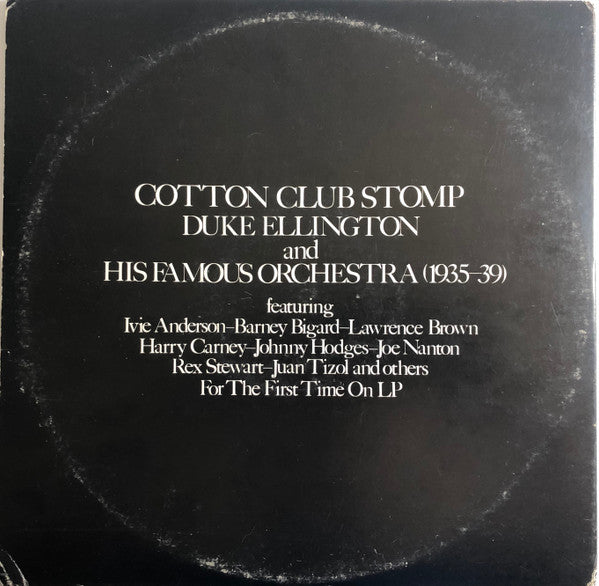 COTTON CLUB STOMP
DUKE ELLINGTON
and
HIS FAMOUS ORCHESTRA (1935–39)
featuring
Ivie Anderson–Barney Bigard–Lawrence Brown
Harry Carney–Johnny Hodges–Joe Nanton
Rex Stewart–Juan Tizol and others
For The First Time On LP